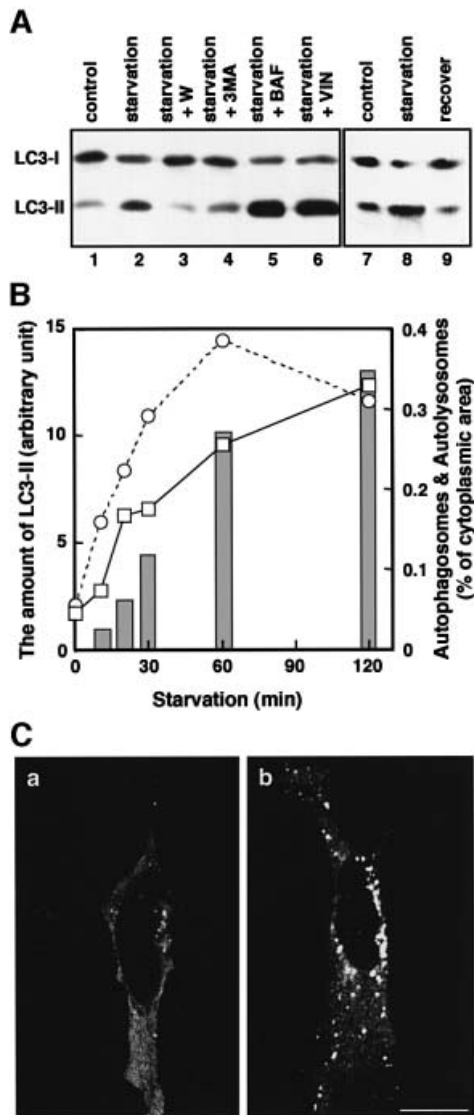 A
control
starvation
starvation + W
starvation + 3MA
starvation + BAF
starvation + VIN
control
starvation
recover
LC3-I
LC3-II
1 2 3 4 5 6 7 8 9
B
The amount of LC3-II (arbitrary unit)
15
10
5
0
0.4
0.3
0.2
0.1
0
Autophagosomes & Autolysosomes
(% of cytoplasmic area)
0 30 60 90 120
Starvation (min)
C
a
b